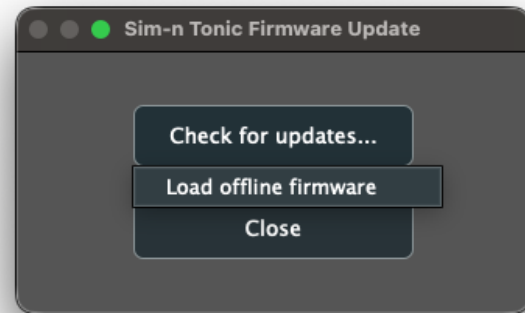 Sim-n Tonic Firmware Update
Check for updates...
Load offline firmware
Close